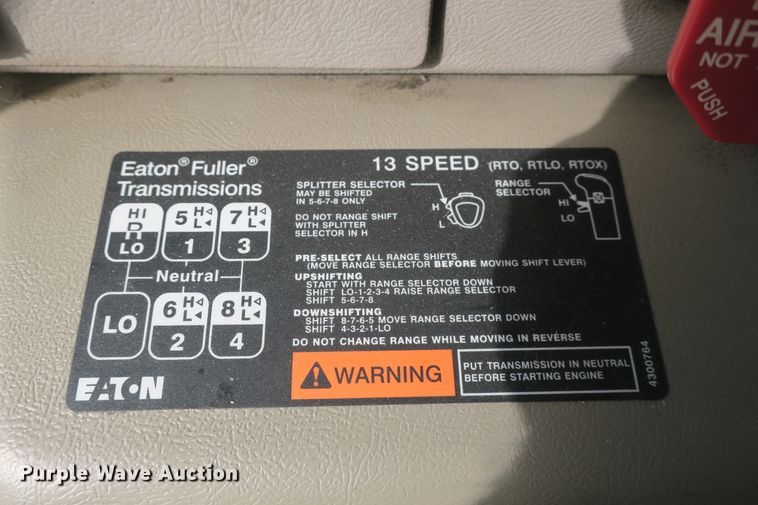 AIR
NOT
PUSH
Eaton® Fuller®
Transmissions
13 SPEED (RTO, RTLO, RTOX)
HI
R
LO
5 H L
1
7 H L
3
Neutral
LO
6 H L
2
8 H L
4
SPLITTER SELECTOR
MAY BE SHIFTED
IN 5-6-7-8 ONLY
H
L
DO NOT RANGE SHIFT
WITH SPLITTER
SELECTOR IN H
RANGE
SELECTOR
HI
LO
PRE-SELECT ALL RANGE SHIFTS
(MOVE RANGE SELECTOR BEFORE MOVING SHIFT LEVER)
UPSHIFTING
START WITH RANGE SELECTOR DOWN
SHIFT LO-1-2-3-4 RAISE RANGE SELECTOR
SHIFT 5-6-7-8
DOWNSHIFTING
SHIFT 8-7-6-5 MOVE RANGE SELECTOR DOWN
SHIFT 4-3-2-1-LO
DO NOT CHANGE RANGE WHILE MOVING IN REVERSE
WARNING
PUT TRANSMISSION IN NEUTRAL
BEFORE STARTING ENGINE
4300764
EATON
Purple Wave Auction